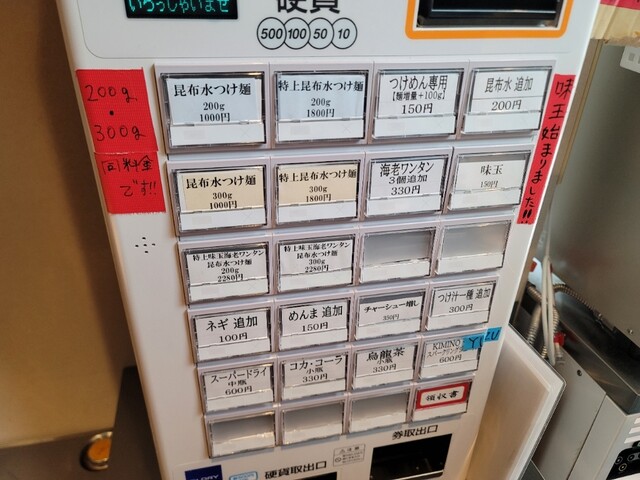 いらっしゃいませ
硬貨
500 100 50 10
200g
・
300g
同料金
です!!
味玉始まりました!!
昆布水つけ麺
200g
1000円
特上昆布水つけ麺
200g
1800円
つけめん専用
【麺増量+100g】
150円
昆布水 追加
200円
昆布水つけ麺
300g
1000円
特上昆布水つけ麺
300g
1800円
海老ワンタン
3個追加
330円
味玉
150円
特上味玉海老ワンタン
昆布水つけ麺
200g
2280円
特上味玉海老ワンタン
昆布水つけ麺
300g
2280円
ネギ 追加
100円
めんま 追加
150円
チャーシュー増し
330円
つけ汁一種 追加
300円
スーパードライ
中瓶
600円
コカ・コーラ
小瓶
330円
烏龍茶
小瓶
330円
KIMINO
スパークリング
600円
領収書
硬貨取出口
券取出口